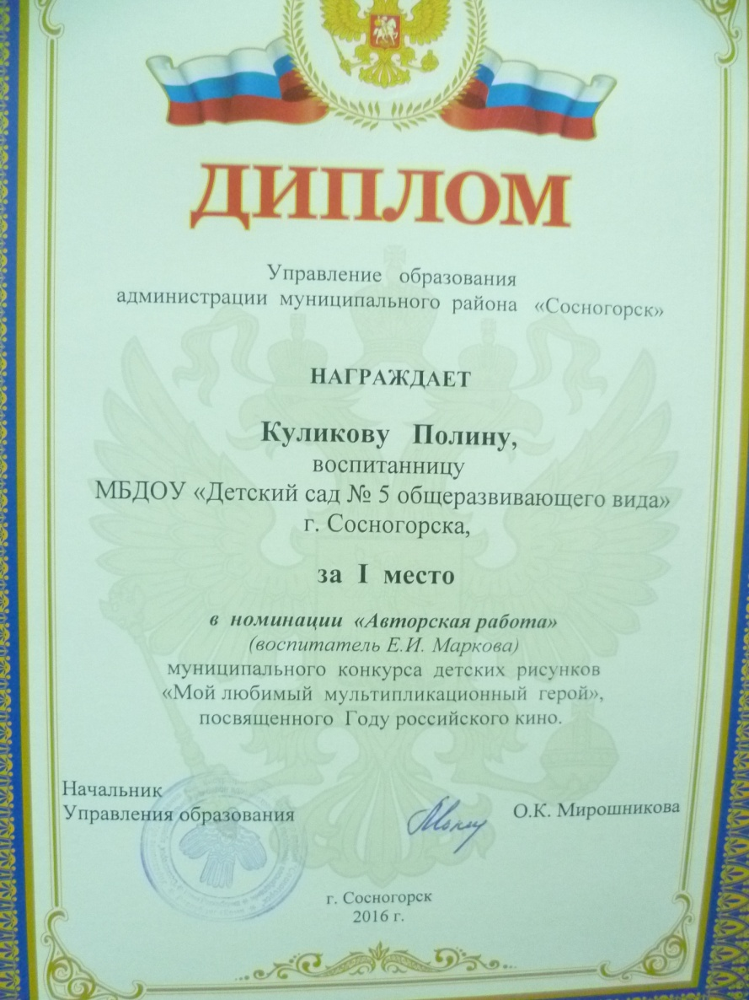 ДИПЛОМ
Управление образования
администрации муниципального района «Сосногорск»
НАГРАЖДАЕТ
Куликову Полину,
воспитанницу
МБДОУ «Детский сад № 5 общеразвивающего вида»
г. Сосногорска,
за I место
в номинации «Авторская работа»
(воспитатель Е.И. Маркова)
муниципального конкурса детских рисунков
«Мой любимый мультипликационный герой»,
посвященного Году российского кино.
Начальник
Управления образования
О.К. Мирошникова
г. Сосногорск
2016 г.